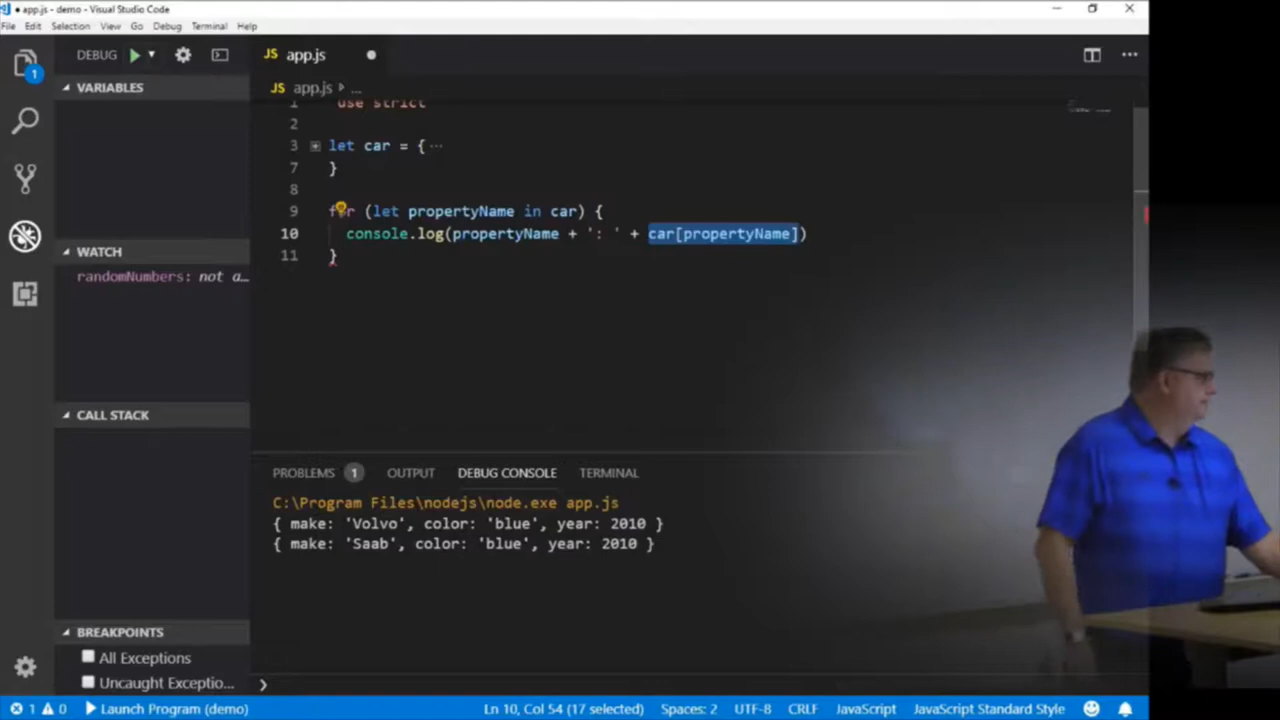 ● app.js - demo - Visual Studio Code
File Edit Selection View Go Debug Terminal Help
DEBUG
JS app.js
1
VARIABLES
JS app.js › ...
1 'use strict
2
3 let car = { ...
7 }
8
9 for (let propertyName in car) {
10 console.log(propertyName + ': ' + car[propertyName])
11 }
WATCH
randomNumbers: not a…
CALL STACK
PROBLEMS 1 OUTPUT DEBUG CONSOLE TERMINAL
C:\Program Files\nodejs\node.exe app.js
{ make: 'Volvo', color: 'blue', year: 2010 }
{ make: 'Saab', color: 'blue', year: 2010 }
BREAKPOINTS
All Exceptions
Uncaught Exceptio...
1 0 Launch Program (demo) Ln 10, Col 54 (17 selected) Spaces: 2 UTF-8 CRLF JavaScript JavaScript Standard Style